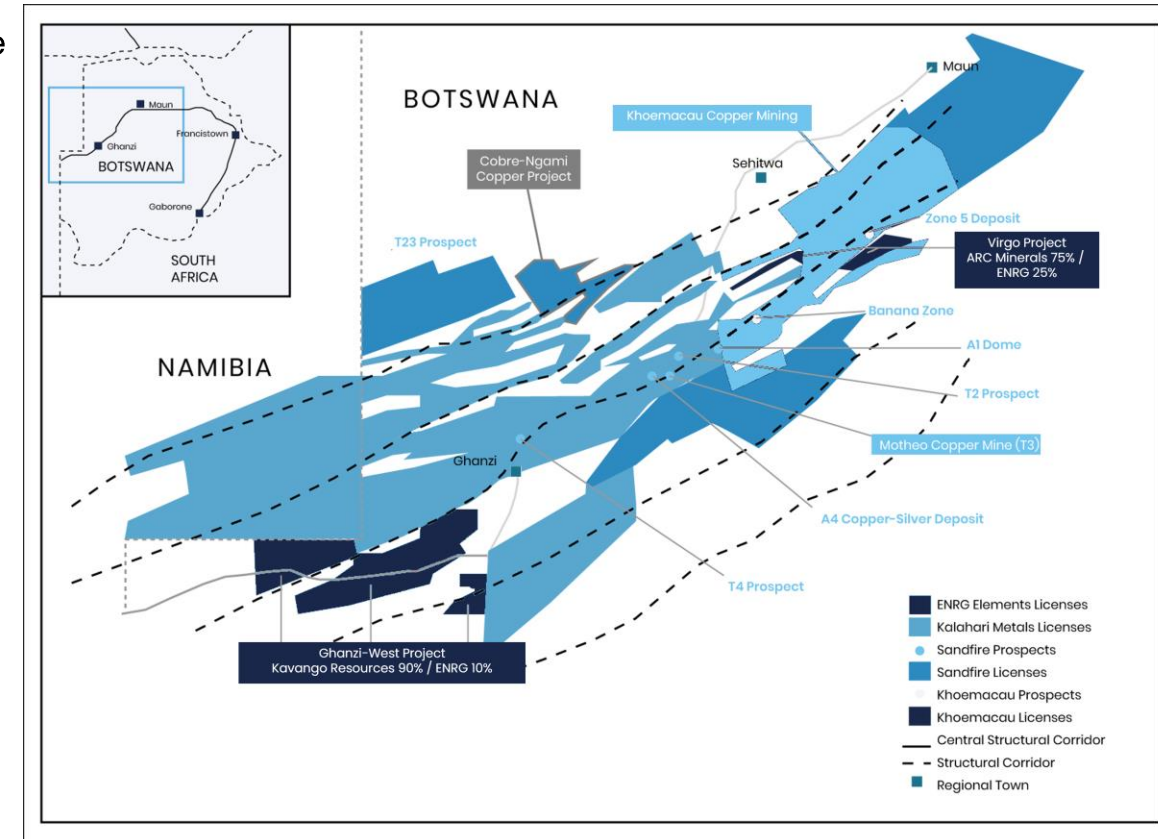 e
Maun
Ghanzi
Francistown
BOTSWANA
Gaborone
SOUTH
AFRICA
BOTSWANA
Maun
Khoemacau Copper Mining
Cobre-Ngami
Copper Project
Sehitwa
Zone 5 Deposit
T23 Prospect
Virgo Project
ARC Minerals 75% /
ENRG 25%
Banana Zone
NAMIBIA
A1 Dome
T2 Prospect
Motheo Copper Mine (T3)
Ghanzi
A4 Copper-Silver Deposit
T4 Prospect
Ghanzi-West Project
Kavango Resources 90% / ENRG 10%
ENRG Elements Licenses
Kalahari Metals Licenses
Sandfire Prospects
Sandfire Licenses
Khoemacau Prospects
Khoemacau Licenses
Central Structural Corridor
Structural Corridor
Regional Town